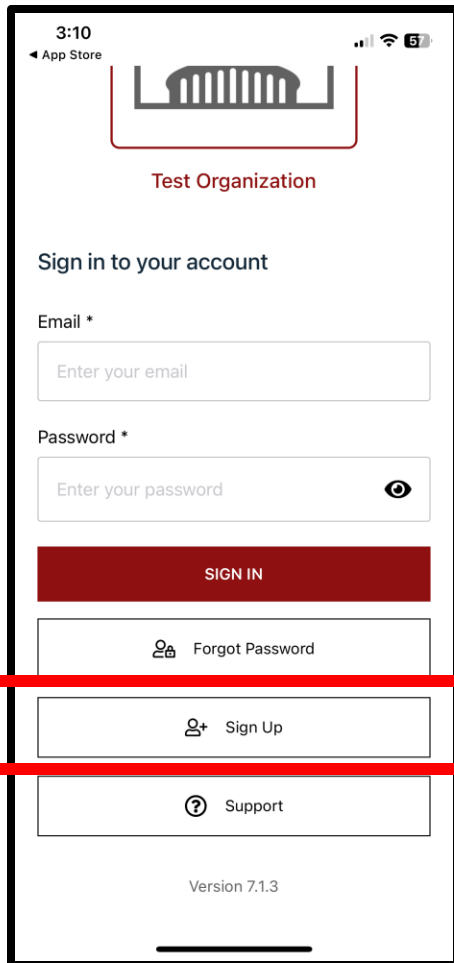 3:10
57
◄ App Store
Test Organization
Sign in to your account
Email *
Enter your email
Password *
Enter your password
SIGN IN
Forgot Password
Sign Up
Support
Version 7.1.3